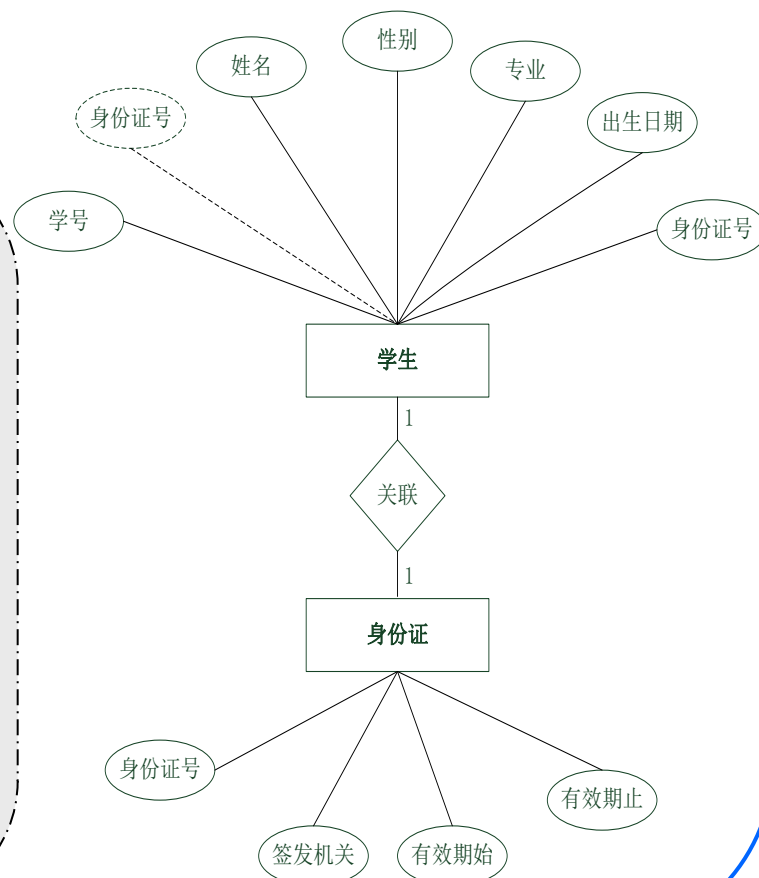 性别
姓名
专业
身份证号
出生日期
学号
身份证号
学生
1
关联
1
身份证
身份证号
有效期止
签发机关
有效期始